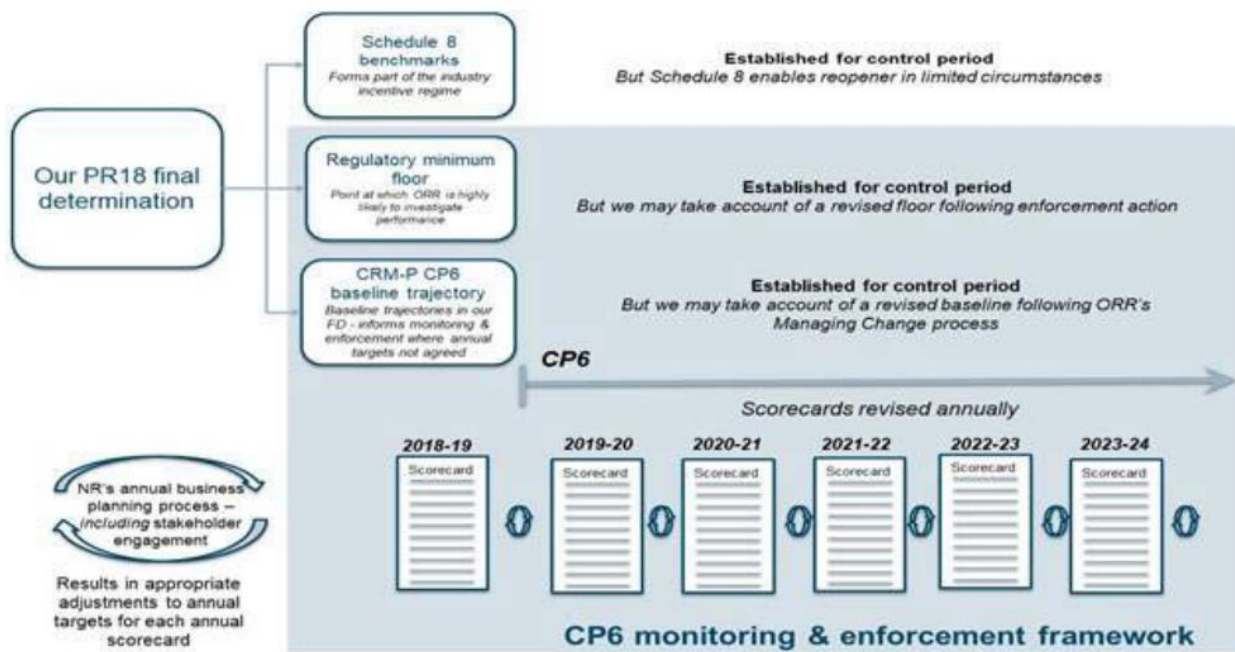 Schedule 8
benchmarks
Forms part of the industry
incentive regime
Established for control period
But Schedule 8 enables reopener in limited circumstances
Our PR18 final
determination
Regulatory minimum
floor
Point at which ORR is highly
likely to investigate
performance
Established for control period
But we may take account of a revised floor following enforcement action
CRM-P CP6
baseline trajectory
Baseline trajectories in our
FD - informs monitoring &
enforcement where annual
targets not agreed
Established for control period
But we may take account of a revised baseline following ORR's
Managing Change process
CP6
Scorecards revised annually
2018-19
2019-20
2020-21
2021-22
2022-23
2023-24
Scorecard
Scorecard
Scorecard
Scorecard
Scorecard
Scorecard
NR's annual business
planning process –
including stakeholder
engagement
Results in appropriate
adjustments to annual
targets for each annual
scorecard
CP6 monitoring & enforcement framework